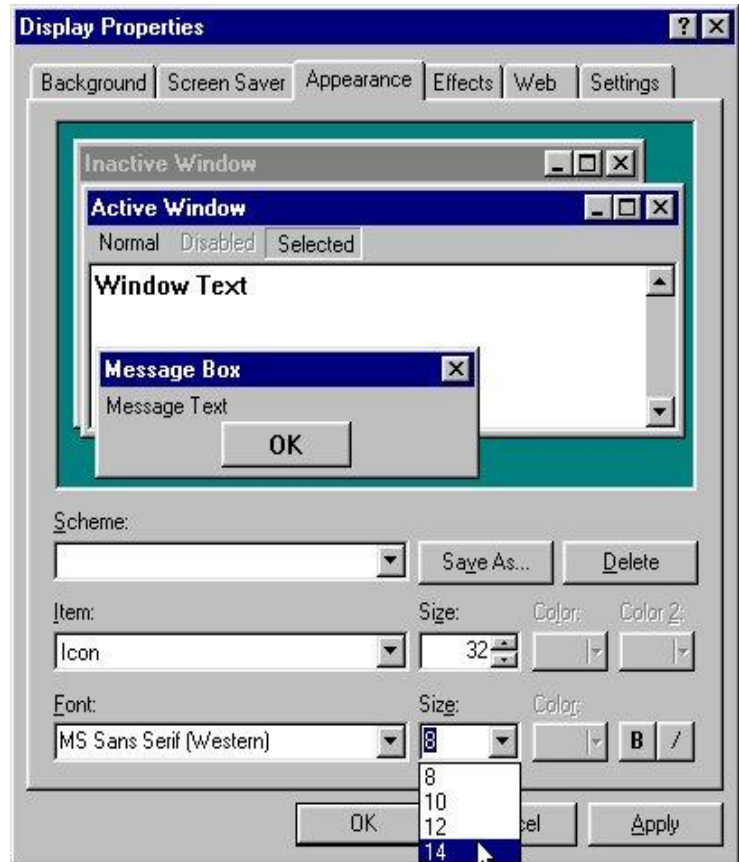 Display Properties
Background Screen Saver Appearance Effects Web Settings
Inactive Window
Active Window
Normal Disabled Selected
Window Text
Message Box
Message Text
OK
Scheme:
Save As... Delete
Item: Size: Color: Color 2:
Icon 32
Font: Size: Color:
MS Sans Serif (Western) 8 B /
8
10
12
14
OK cel Apply